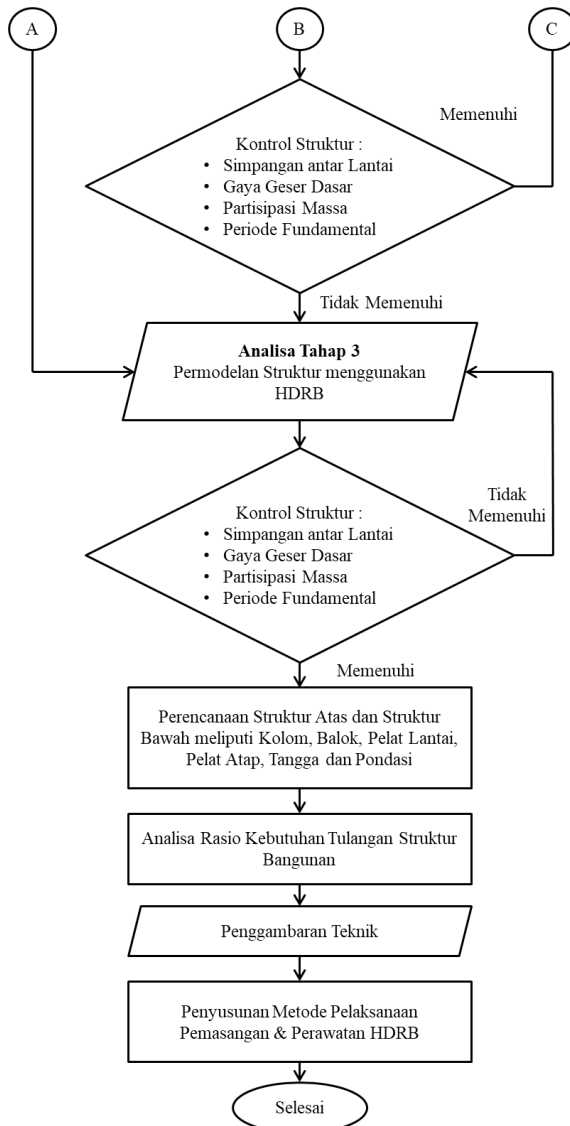 A
B
C
Memenuhi
Kontrol Struktur :
• Simpangan antar Lantai
• Gaya Geser Dasar
• Partisipasi Massa
• Periode Fundamental
Tidak Memenuhi
Analisa Tahap 3
Permodelan Struktur menggunakan
HDRB
Tidak
Memenuhi
Kontrol Struktur :
• Simpangan antar Lantai
• Gaya Geser Dasar
• Partisipasi Massa
• Periode Fundamental
Memenuhi
Perencanaan Struktur Atas dan Struktur
Bawah meliputi Kolom, Balok, Pelat Lantai,
Pelat Atap, Tangga dan Pondasi
Analisa Rasio Kebutuhan Tulangan Struktur
Bangunan
Penggambaran Teknik
Penyusunan Metode Pelaksanaan
Pemasangan & Perawatan HDRB
Selesai